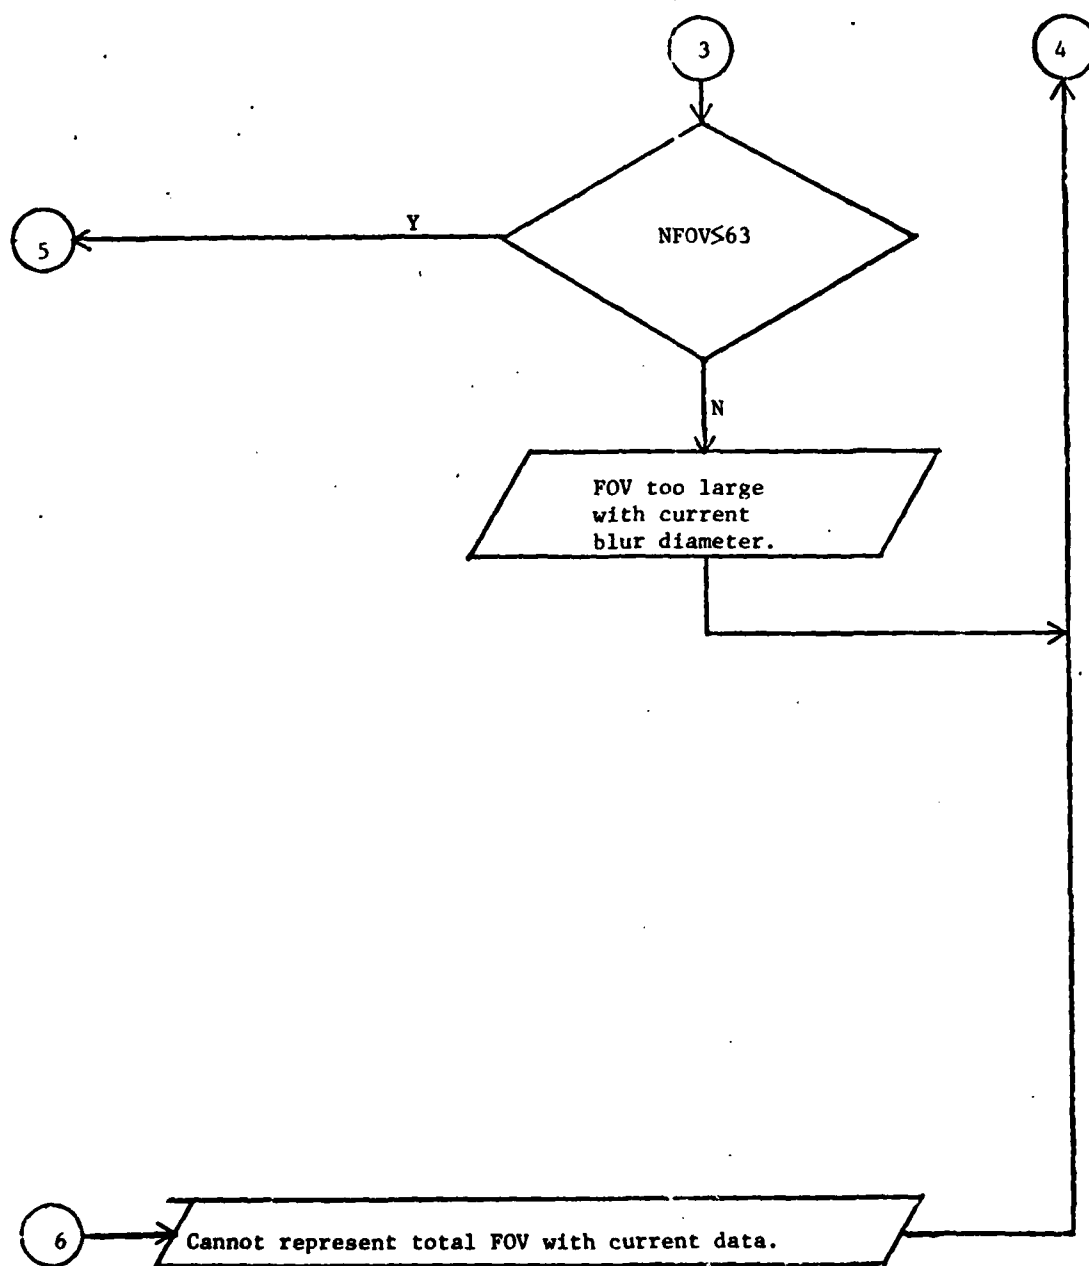 3
4
5
Y
NFOV≤63
N
FOV too large
with current
blur diameter.
6
Cannot represent total FOV with current data.